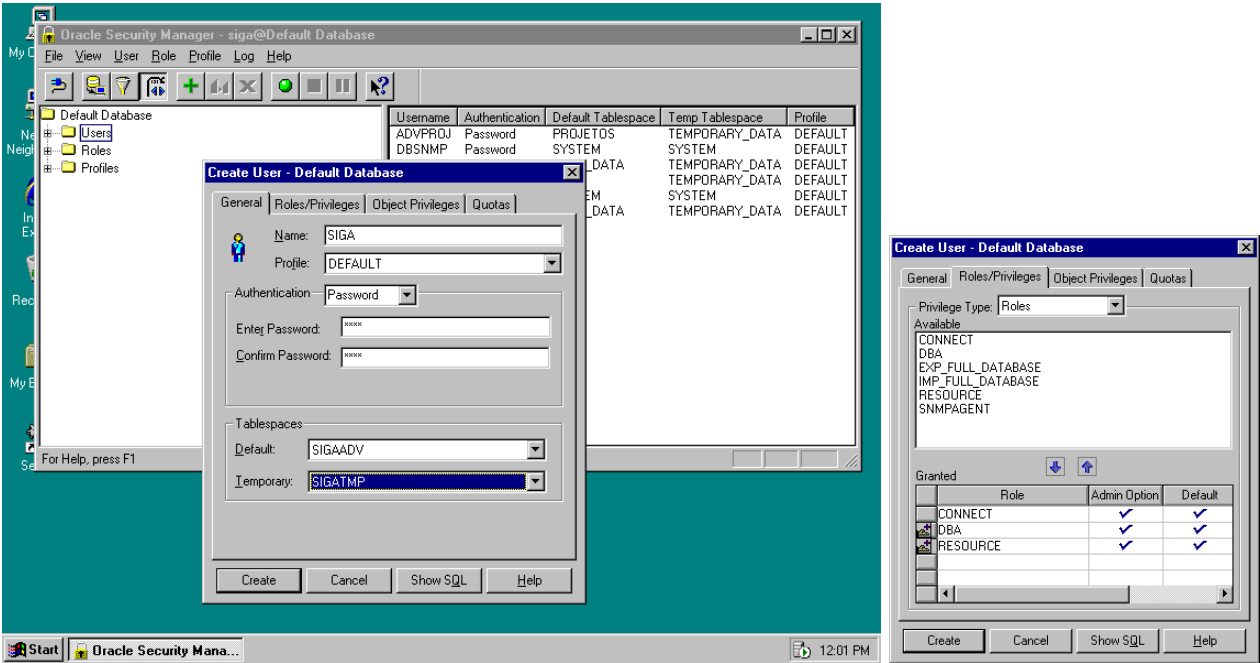 Oracle Security Manager - siga@Default Database
File View User Role Profile Log Help
Default Database
Users
Roles
Profiles
Username Authentication Default Tablespace Temp Tablespace Profile
ADVPROJ Password PROJETOS TEMPORARY_DATA DEFAULT
DBSNMP Password SYSTEM SYSTEM DEFAULT
_DATA TEMPORARY_DATA DEFAULT
TEMPORARY_DATA DEFAULT
EM SYSTEM DEFAULT
_DATA TEMPORARY_DATA DEFAULT
For Help, press F1
My
Neigh
In
Rec
My
Se
Create User - Default Database
General Roles/Privileges Object Privileges Quotas
Name: SIGA
Profile: DEFAULT
Authentication Password
Enter Password: ****
Confirm Password: ****
Tablespaces
Default: SIGAADV
Temporary: SIGATMP
Create Cancel Show SQL Help
Start Oracle Security Mana... 12:01 PM
Create User - Default Database
General Roles/Privileges Object Privileges Quotas
Privilege Type: Roles
Available
CONNECT
DBA
EXP_FULL_DATABASE
IMP_FULL_DATABASE
RESOURCE
SNMPAGENT
Granted
Role Admin Option Default
CONNECT
DBA
RESOURCE
Create Cancel Show SQL Help